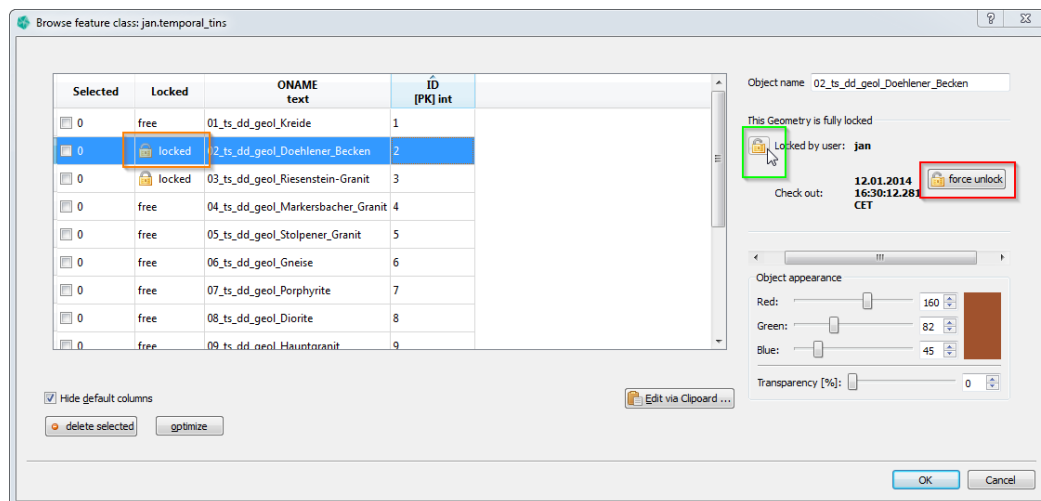 Browse feature class: jan.temporal_tins
Selected Locked ONAME text ID [PK] int
0 free 01_ts_dd_geol_Kreide 1
0 locked 02_ts_dd_geol_Doehlener_Becken 2
0 locked 03_ts_dd_geol_Riesenstein-Granit 3
0 free 04_ts_dd_geol_Markersbacher_Granit 4
0 free 05_ts_dd_geol_Stolpener_Granit 5
0 free 06_ts_dd_geol_Gneise 6
0 free 07_ts_dd_geol_Porphyrite 7
0 free 08_ts_dd_geol_Diorite 8
0 free 09_ts_dd_geol_Hauptgranit 9
Hide default columns
Edit via Clipoard ...
delete selected optimize
Object name 02_ts_dd_geol_Doehlener_Becken
This Geometry is fully locked
Locked by user: jan
Check out: 12.01.2014
16:30:12.281
CET
force unlock
Object appearance
Red: 160
Green: 82
Blue: 45
Transparency [%]: 0
OK Cancel